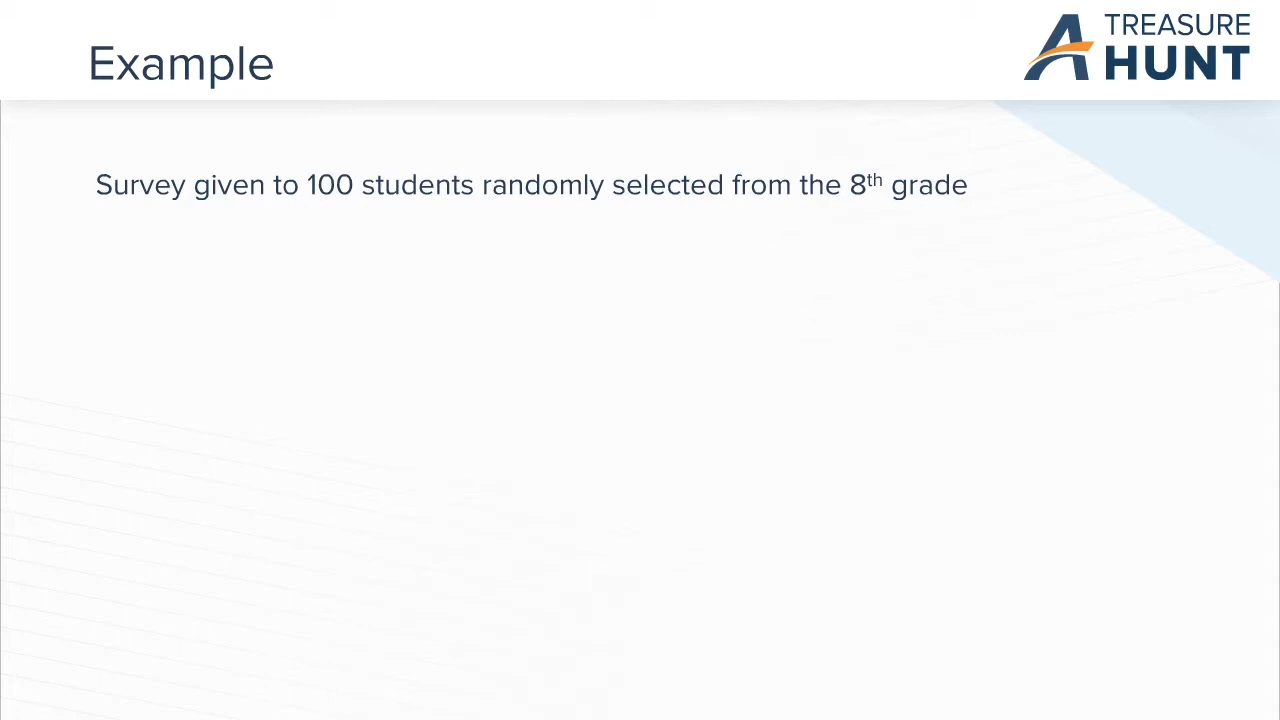 Example
TREASURE
HUNT
Survey given to 100 students randomly selected from the 8th grade